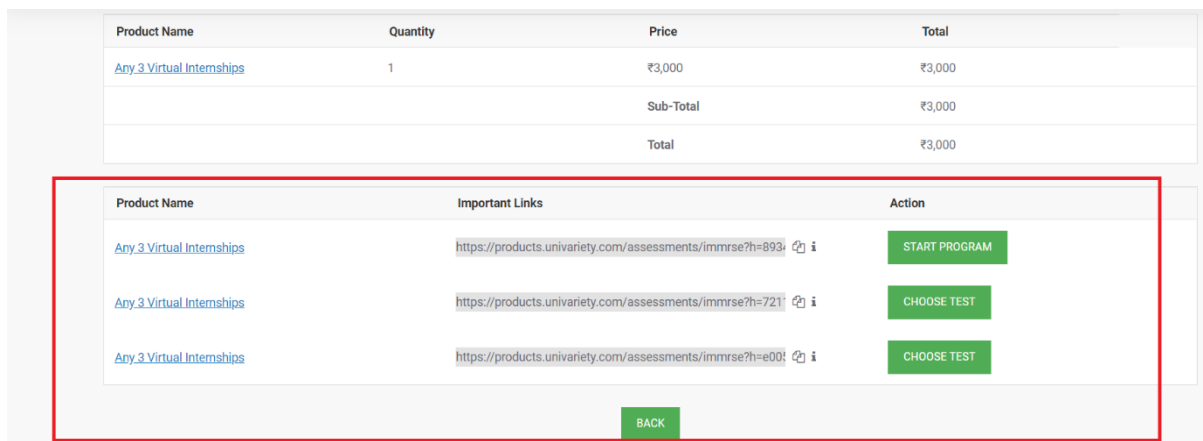 Product Name Quantity Price Total
Any 3 Virtual Internships 1 ₹3,000 ₹3,000
Sub-Total ₹3,000
Total ₹3,000
Product Name Important Links Action
Any 3 Virtual Internships https://products.univariety.com/assessments/immrse?h=893 START PROGRAM
Any 3 Virtual Internships https://products.univariety.com/assessments/immrse?h=721 CHOOSE TEST
Any 3 Virtual Internships https://products.univariety.com/assessments/immrse?h=e00 CHOOSE TEST
BACK